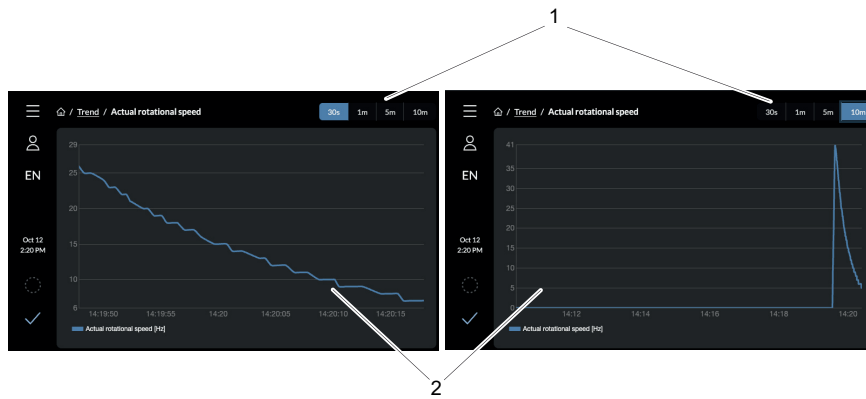 1
/ Trend / Actual rotational speed
30s 1m 5m 10m
EN
Oct 12
2:20 PM
29
25
20
15
10
6
14:19:50 14:19:55 14:20 14:20:05 14:20:10 14:20:15
Actual rotational speed [Hz]
/ Trend / Actual rotational speed
30s 1m 5m 10m
EN
Oct 12
2:20 PM
41
35
30
25
20
15
10
5
0
14:12 14:14 14:16 14:18 14:20
Actual rotational speed [Hz]
2